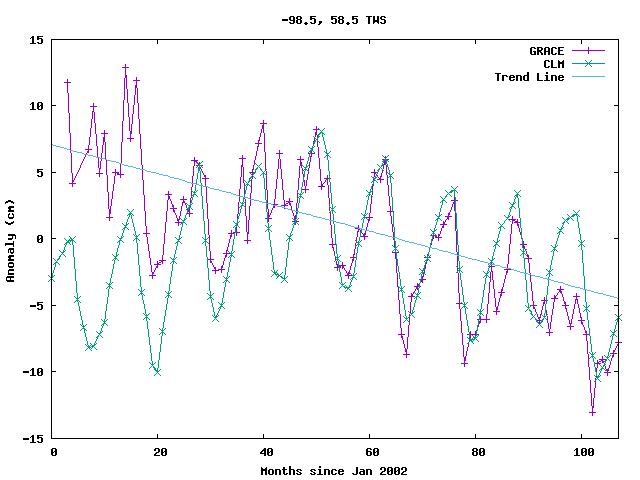 -98.5, 58.5 TWS
GRACE
CLM
Trend Line
15
10
5
0
-5
-10
-15
Anomaly (cm)
0 20 40 60 80 100
Months since Jan 2002